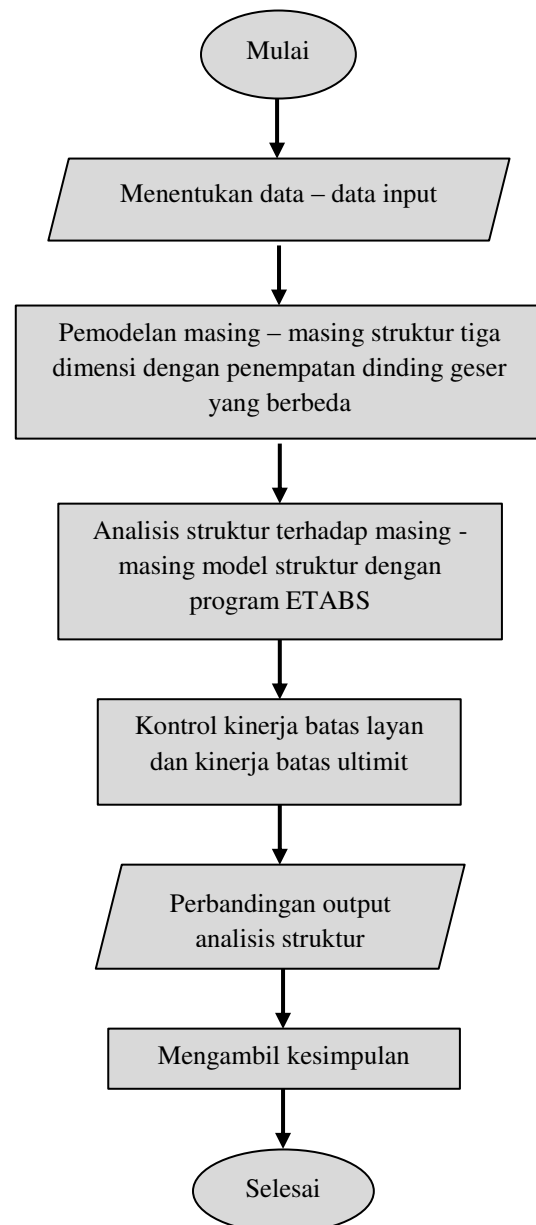 Mulai
Menentukan data – data input
Pemodelan masing – masing struktur tiga
dimensi dengan penempatan dinding geser
yang berbeda
Analisis struktur terhadap masing -
masing model struktur dengan
program ETABS
Kontrol kinerja batas layan
dan kinerja batas ultimit
Perbandingan output
analisis struktur
Mengambil kesimpulan
Selesai